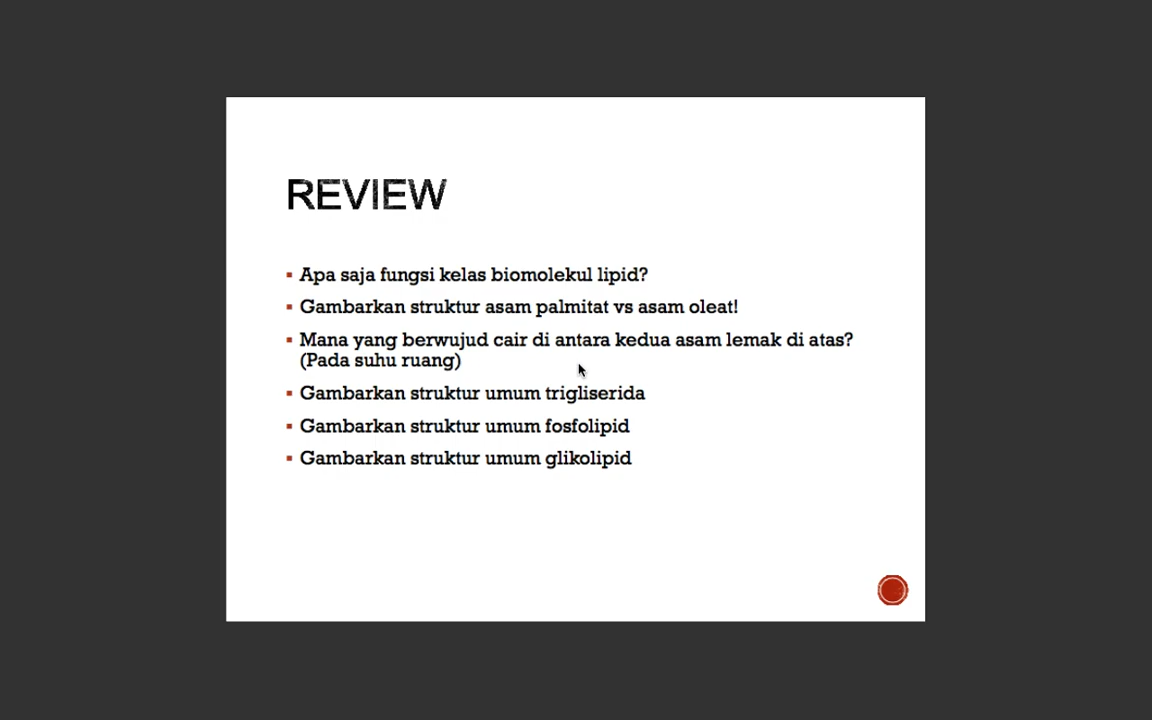 REVIEW
▪ Apa saja fungsi kelas biomolekul lipid?
▪ Gambarkan struktur asam palmitat vs asam oleat!
▪ Mana yang berwujud cair di antara kedua asam lemak di atas?
(Pada suhu ruang)
▪ Gambarkan struktur umum trigliserida
▪ Gambarkan struktur umum fosfolipid
▪ Gambarkan struktur umum glikolipid